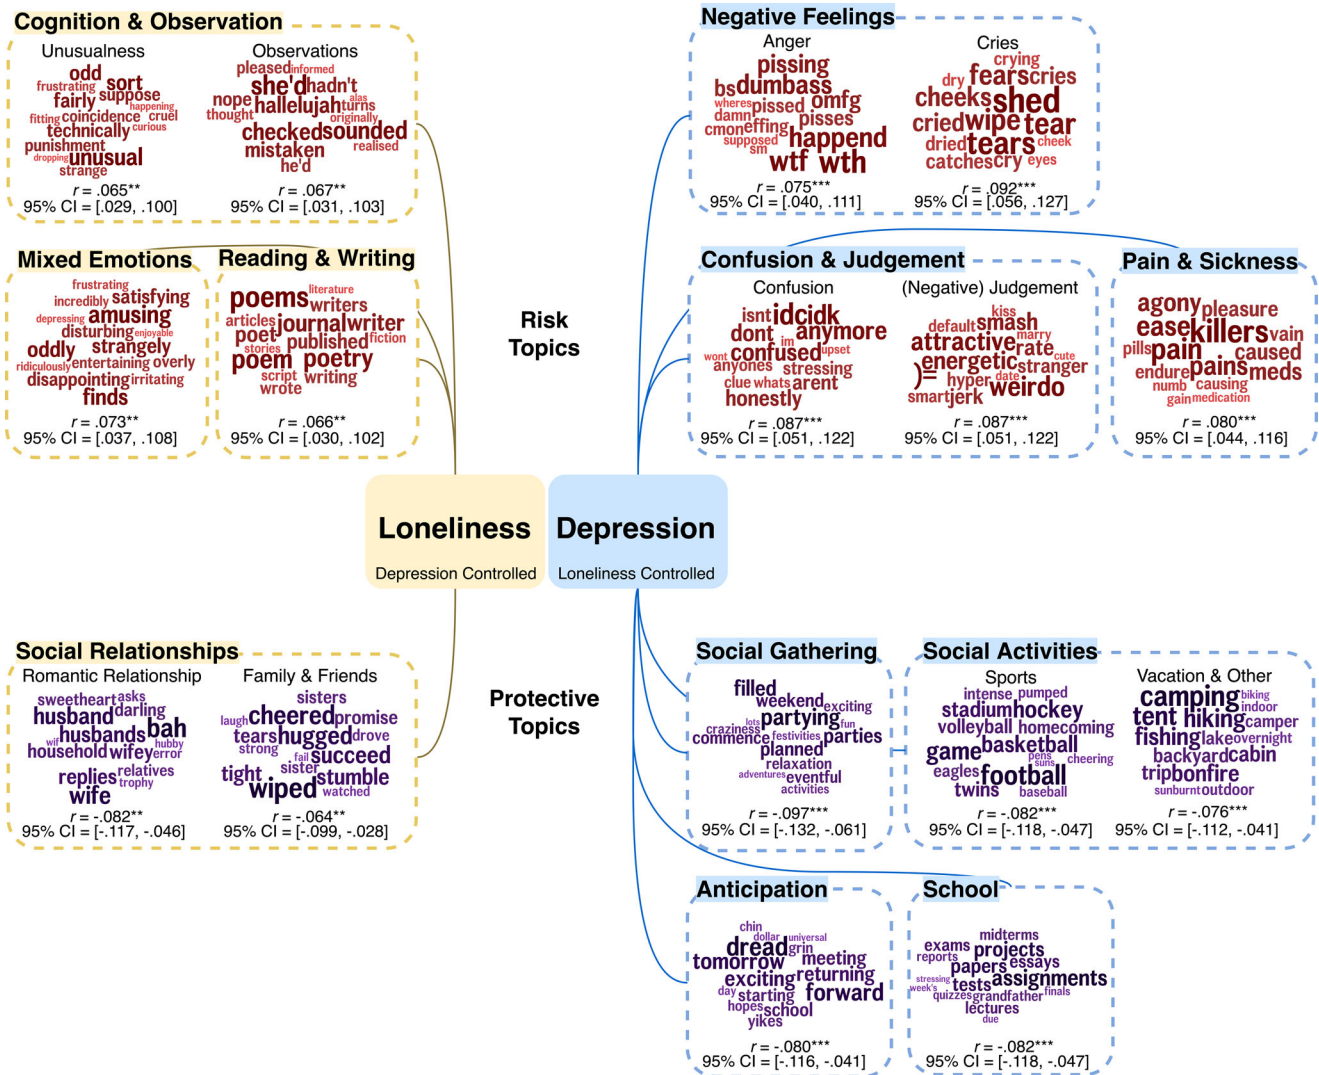 Cognition & Observation
Unusualness
odd
frustrating sort
fairly suppose
happening
fitting coincidence cruel
technically curious
punishment
dropping unusual
strange
r = .065**
95% CI = [.029, .100]
Observations
pleased informed
she'd hadn't
nope hallelujah alas turns
thought originally
checked sounded
mistaken realised
he'd
r = .067**
95% CI = [.031, .103]
Mixed Emotions
frustrating
incredibly satisfying
depressing amusing
disturbing enjoyable
oddly strangely
ridiculously entertaining overly
disappointing irritating
finds
r = .073**
95% CI = [.037, .108]
Reading & Writing
poems literature
writers
articles journal writer
poet published fiction
stories
poem poetry
script writing
wrote
r = .066**
95% CI = [.030, .102]
Negative Feelings
Anger
pissing
bs dumbass
wheres pissed omfg
damn pisses
cmon effing
supposed happend
sm
wtf wth
r = .075***
95% CI = [.040, .111]
Cries
crying
dry fears cries
cheeks shed
cried wipe tear
dried tears cheek
catches cry eyes
r = .092***
95% CI = [.056, .127]
Risk
Topics
Confusion & Judgement
Confusion
isnt idcidk
dont im anymore
wont confused upset
anyones stressing
clue whats arent
honestly
r = .087***
95% CI = [.051, .122]
(Negative) Judgement
kiss
default smash
attractive marry
rate
energetic cute
stranger
)= hyper date weirdo
smart jerk
r = .087***
95% CI = [.051, .122]
Pain & Sickness
agony pleasure
ease killers vain
pills pain caused
endure pains meds
numb causing
gain medication
r = .080***
95% CI = [.044, .116]
Loneliness
Depression Controlled
Depression
Loneliness Controlled
Protective
Topics
Social Relationships
Romantic Relationship
sweetheart asks
husband darling
husbands bah
wif hubby
household wifey error
replies relatives
trophy
wife
r = -.082**
95% CI = [-.117, -.046]
Family & Friends
sisters
laugh cheered promise
tears hugged drove
strong fail succeed
sister
tight stumble
wiped watched
r = -.064**
95% CI = [-.099, -.028]
Social Gathering
filled
weekend exciting
lots partying fun
craziness
commence festivities parties
planned
relaxation
adventures eventful
activities
r = -.097***
95% CI = [-.132, -.061]
Social Activities
Sports
intense pumped
stadium hockey
volleyball homecoming
game basketball
pens cheering
suns
eagles football
twins baseball
r = -.082***
95% CI = [-.118, -.047]
Vacation & Other
camping biking
indoor
tent hiking camper
fishing lake overnight
backyard cabin
trip bonfire
sunburnt outdoor
r = -.076***
95% CI = [-.112, -.041]
Anticipation
chin
dollar universal
dread grin
tomorrow meeting
exciting returning
day starting forward
hopes school
yikes
r = -.080***
95% CI = [-.116, -.041]
School
midterms
exams projects
reports
papers essays
stressing tests assignments
week's
quizzes grandfather finals
lectures
due
r = -.082***
95% CI = [-.118, -.047]